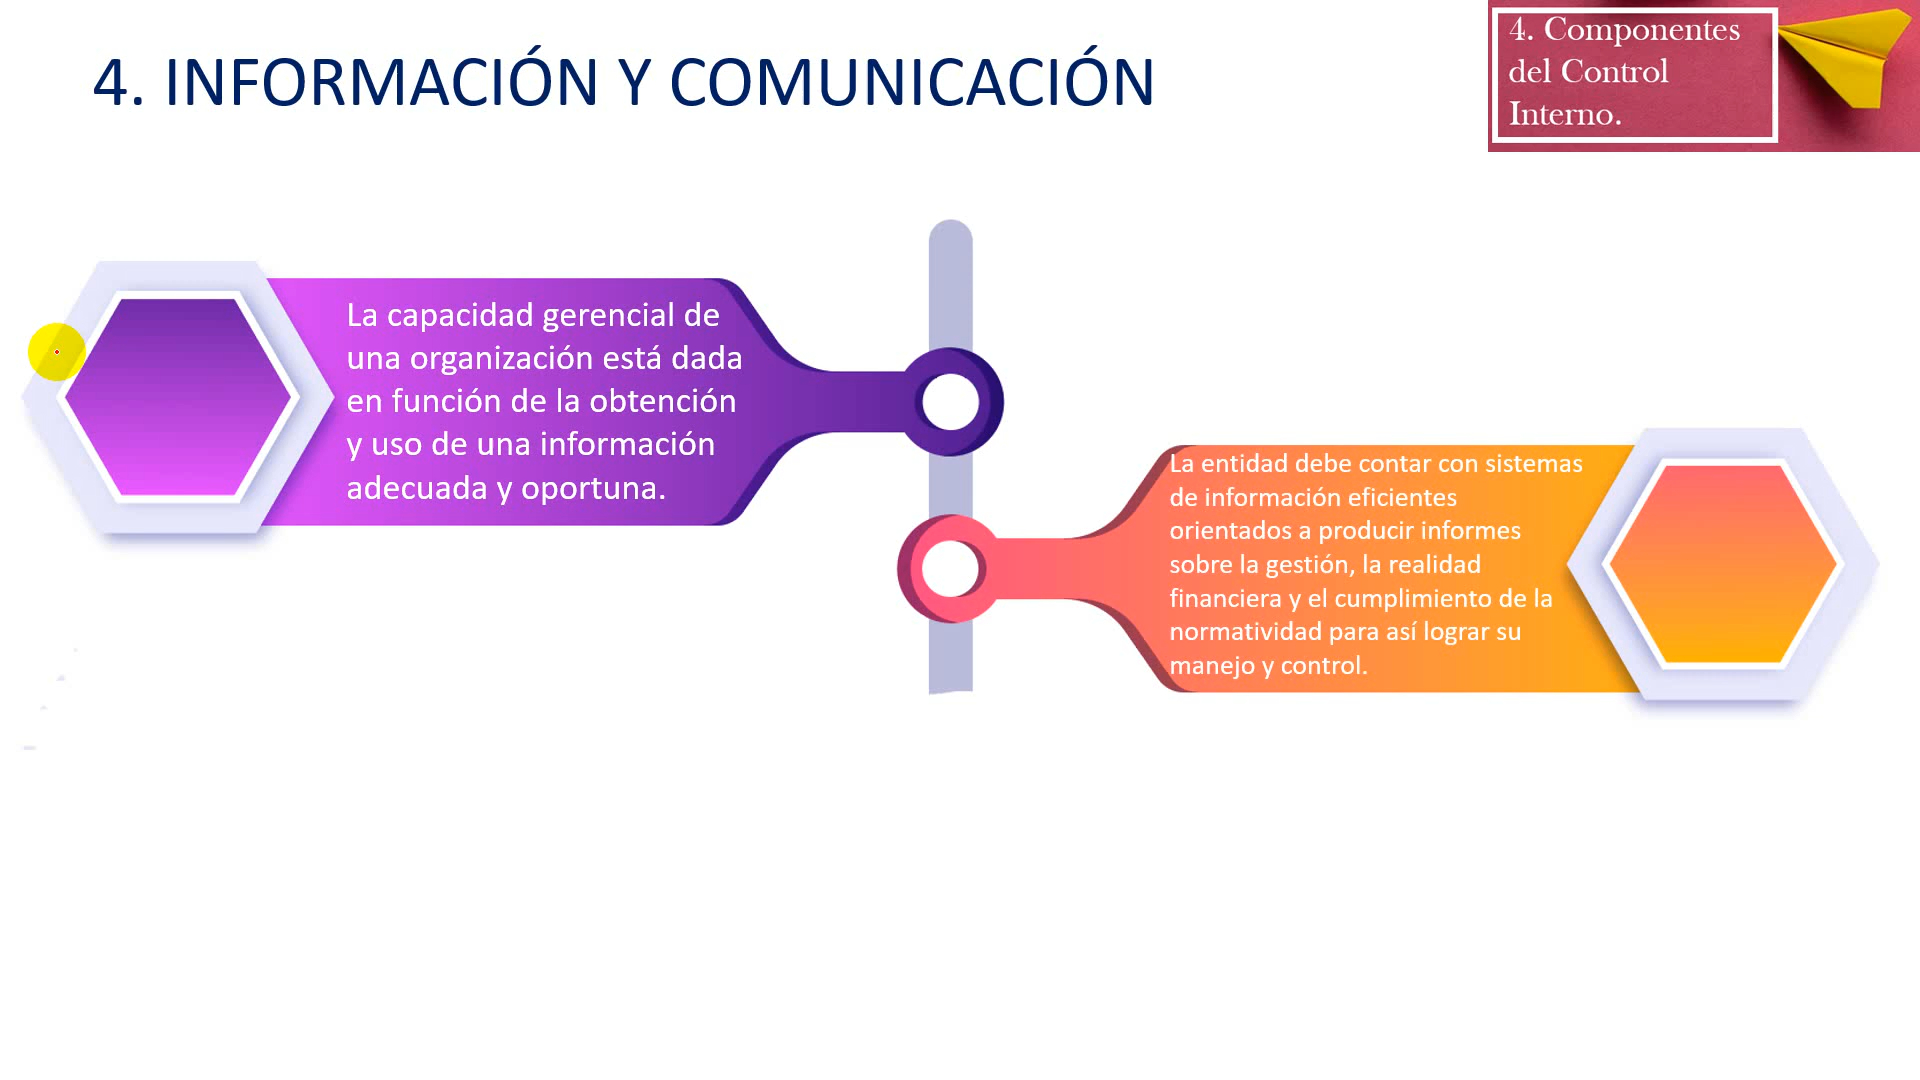 4. INFORMACIÓN Y COMUNICACIÓN
4. Componentes
del Control
Interno.
La capacidad gerencial de
una organización está dada
en función de la obtención
y uso de una información
adecuada y oportuna.
La entidad debe contar con sistemas
de información eficientes
orientados a producir informes
sobre la gestión, la realidad
financiera y el cumplimiento de la
normatividad para así lograr su
manejo y control.